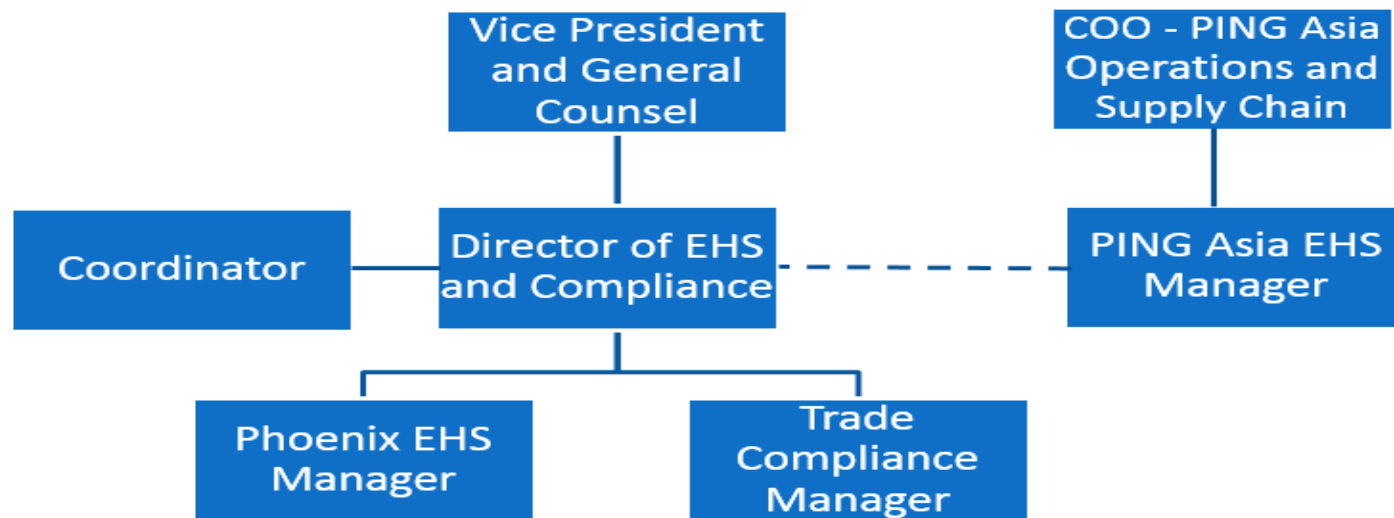 Vice President
and General
Counsel
COO - PING Asia
Operations and
Supply Chain
Coordinator
Director of EHS
and Compliance
PING Asia EHS
Manager
Phoenix EHS
Manager
Trade
Compliance
Manager